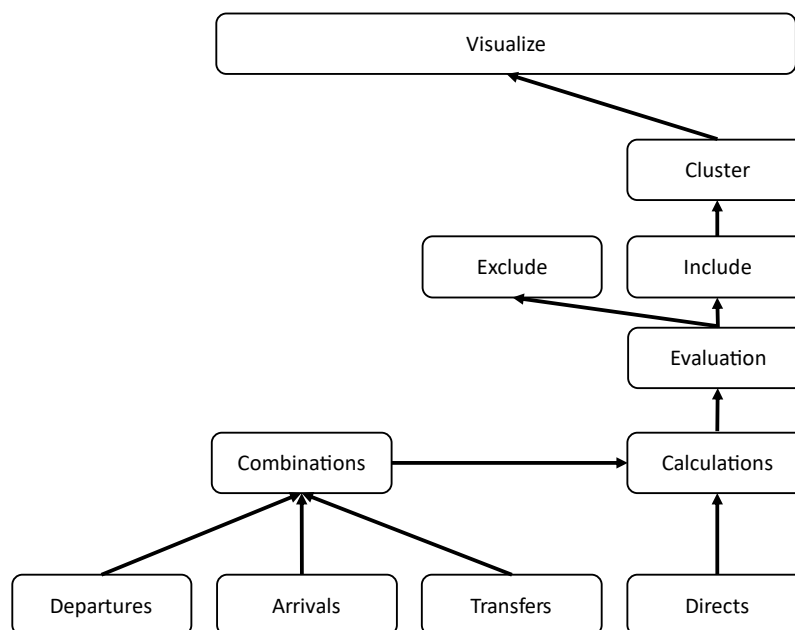 Visualize
Cluster
Exclude
Include
Evaluation
Combinations
Calculations
Departures
Arrivals
Transfers
Directs